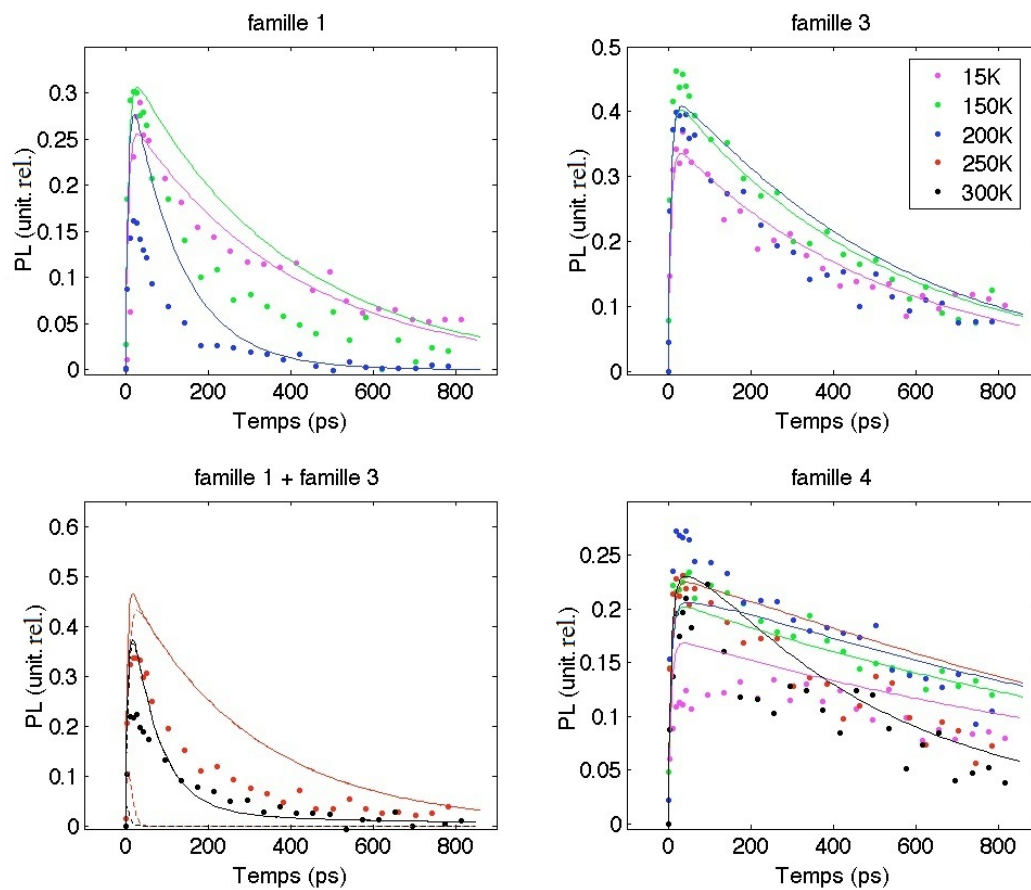 famille 1
PL (unit. rel.)
0.3
0.25
0.2
0.15
0.1
0.05
0
0
200
400
600
800
Temps (ps)
famille 3
PL (unit. rel.)
0.5
0.4
0.3
0.2
0.1
0
0
200
400
600
800
Temps (ps)
15K
150K
200K
250K
300K
famille 1 + famille 3
PL (unit. rel.)
0.6
0.5
0.4
0.3
0.2
0.1
0
0
200
400
600
800
Temps (ps)
famille 4
PL (unit. rel.)
0.25
0.2
0.15
0.1
0.05
0
0
200
400
600
800
Temps (ps)